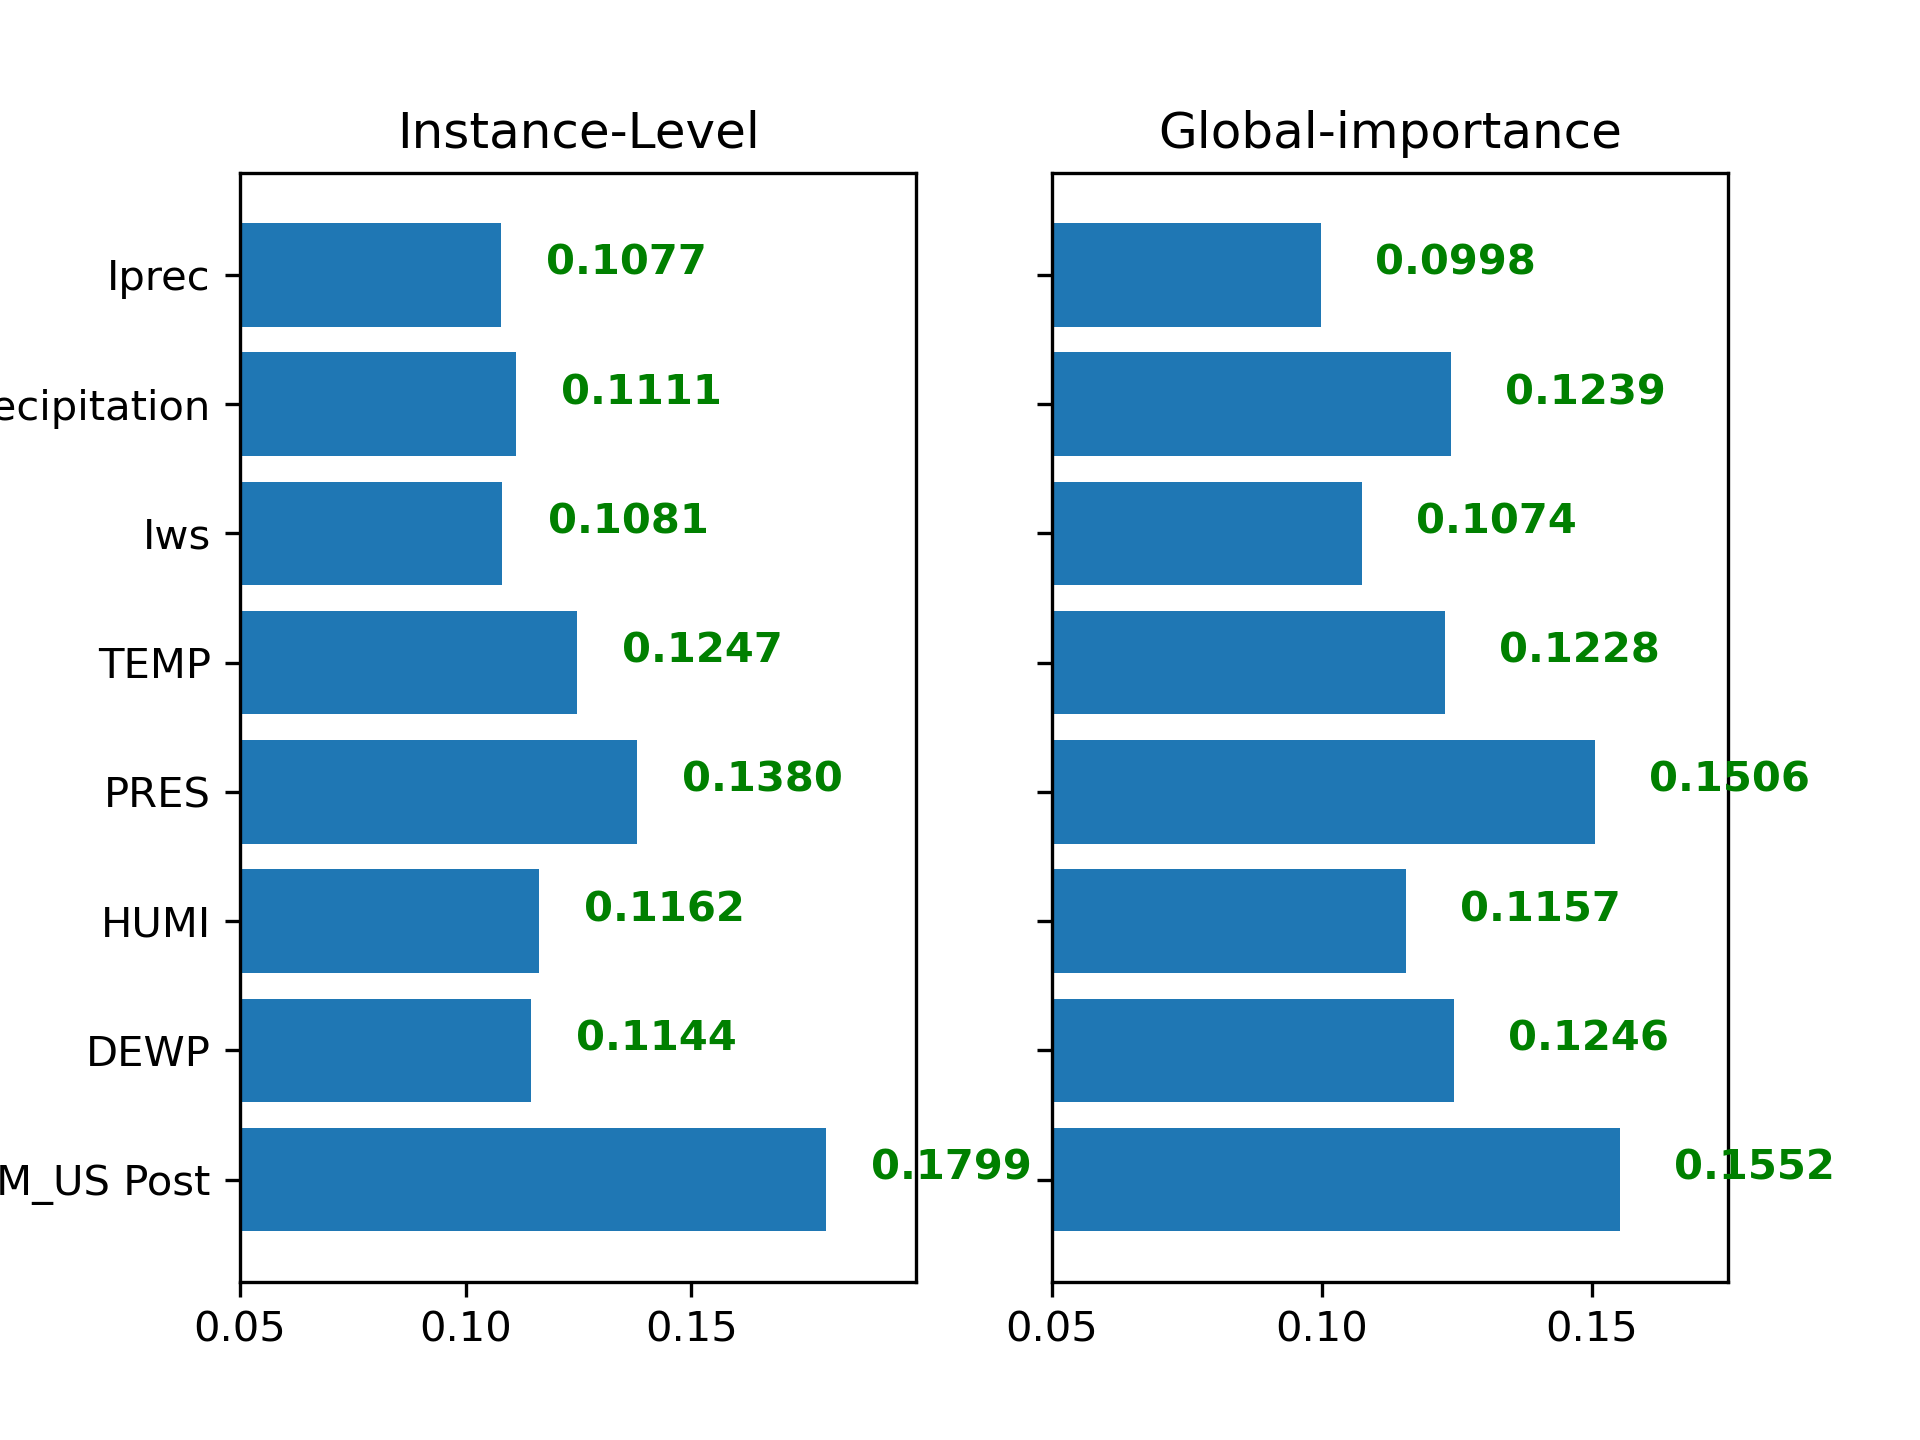 Instance-Level Global-importance
Iprec 0.1077 0.0998
ecipitation 0.1111 0.1239
Iws 0.1081 0.1074
TEMP 0.1247 0.1228
PRES 0.1380 0.1506
HUMI 0.1162 0.1157
DEWP 0.1144 0.1246
M_US Post 0.1799 0.1552
0.05 0.10 0.15 0.05 0.10 0.15